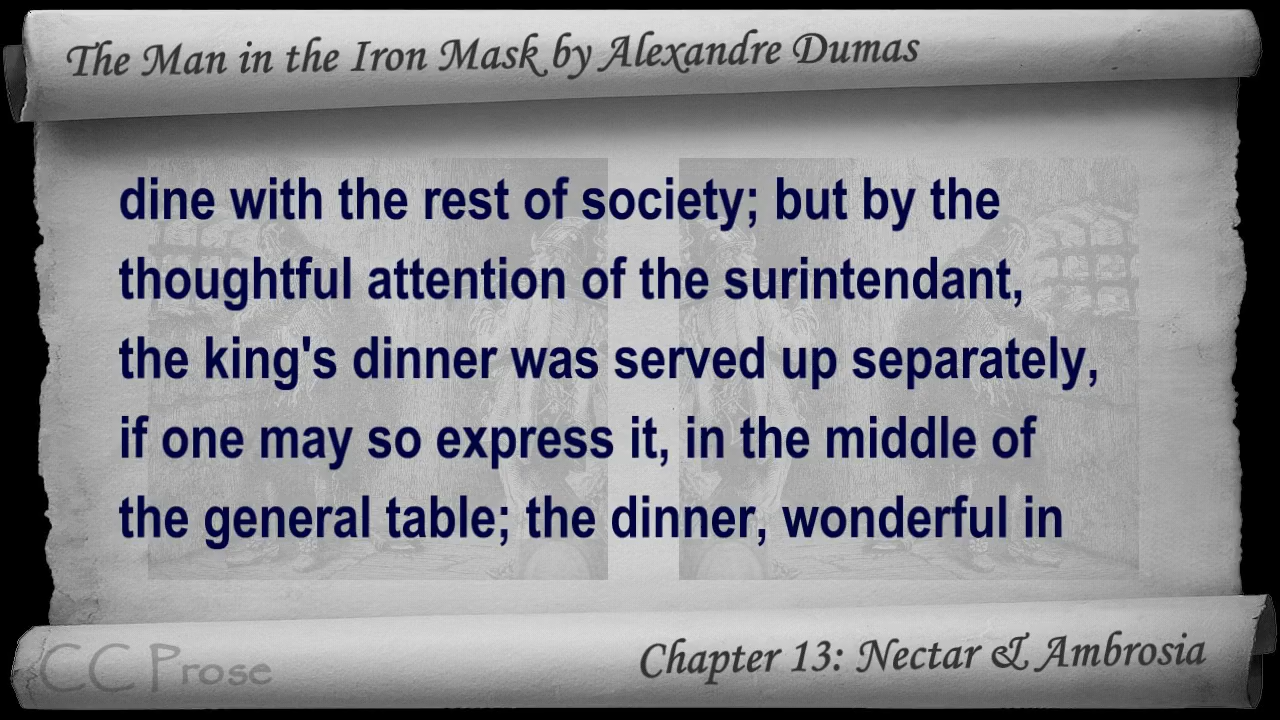 The Man in the Iron Mask by Alexandre Dumas
dine with the rest of society; but by the
thoughtful attention of the surintendant,
the king's dinner was served up separately,
if one may so express it, in the middle of
the general table; the dinner, wonderful in
CC Prose
Chapter 13: Nectar & Ambrosia